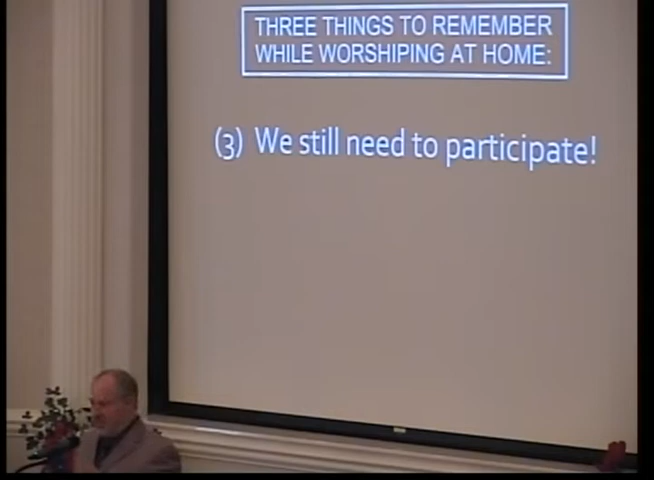 THREE THINGS TO REMEMBER
WHILE WORSHIPING AT HOME:
(3) We still need to participate!